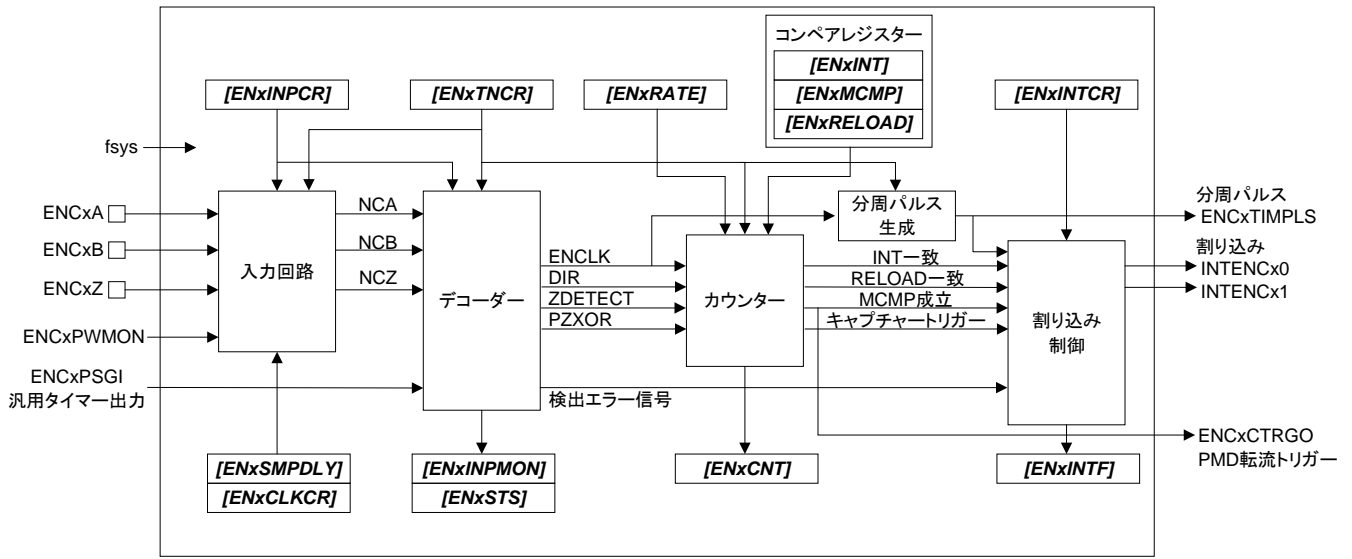 コンペアレジスター
[ENxINT]
[ENxMCMP]
[ENxRELOAD]
[ENxINPCR]
[ENxTNCR]
[ENxRATE]
[ENxINTCR]
fsys
ENCxA
ENCxB
ENCxZ
ENCxPWMON
ENCxPSGI
汎用タイマー出力
入力回路
NCA
NCB
NCZ
デコーダー
ENCLK
DIR
ZDETECT
PZXOR
検出エラー信号
カウンター
分周パルス
生成
INT一致
RELOAD一致
MCMP成立
キャプチャートリガー
割り込み
制御
分周パルス
ENCxTIMPLS
割り込み
INTENCx0
INTENCx1
ENCxCTRGO
PMD転流トリガー
[ENxSMPDLY]
[ENxCLKCR]
[ENxINPMON]
[ENxSTS]
[ENxCNT]
[ENxINTF]